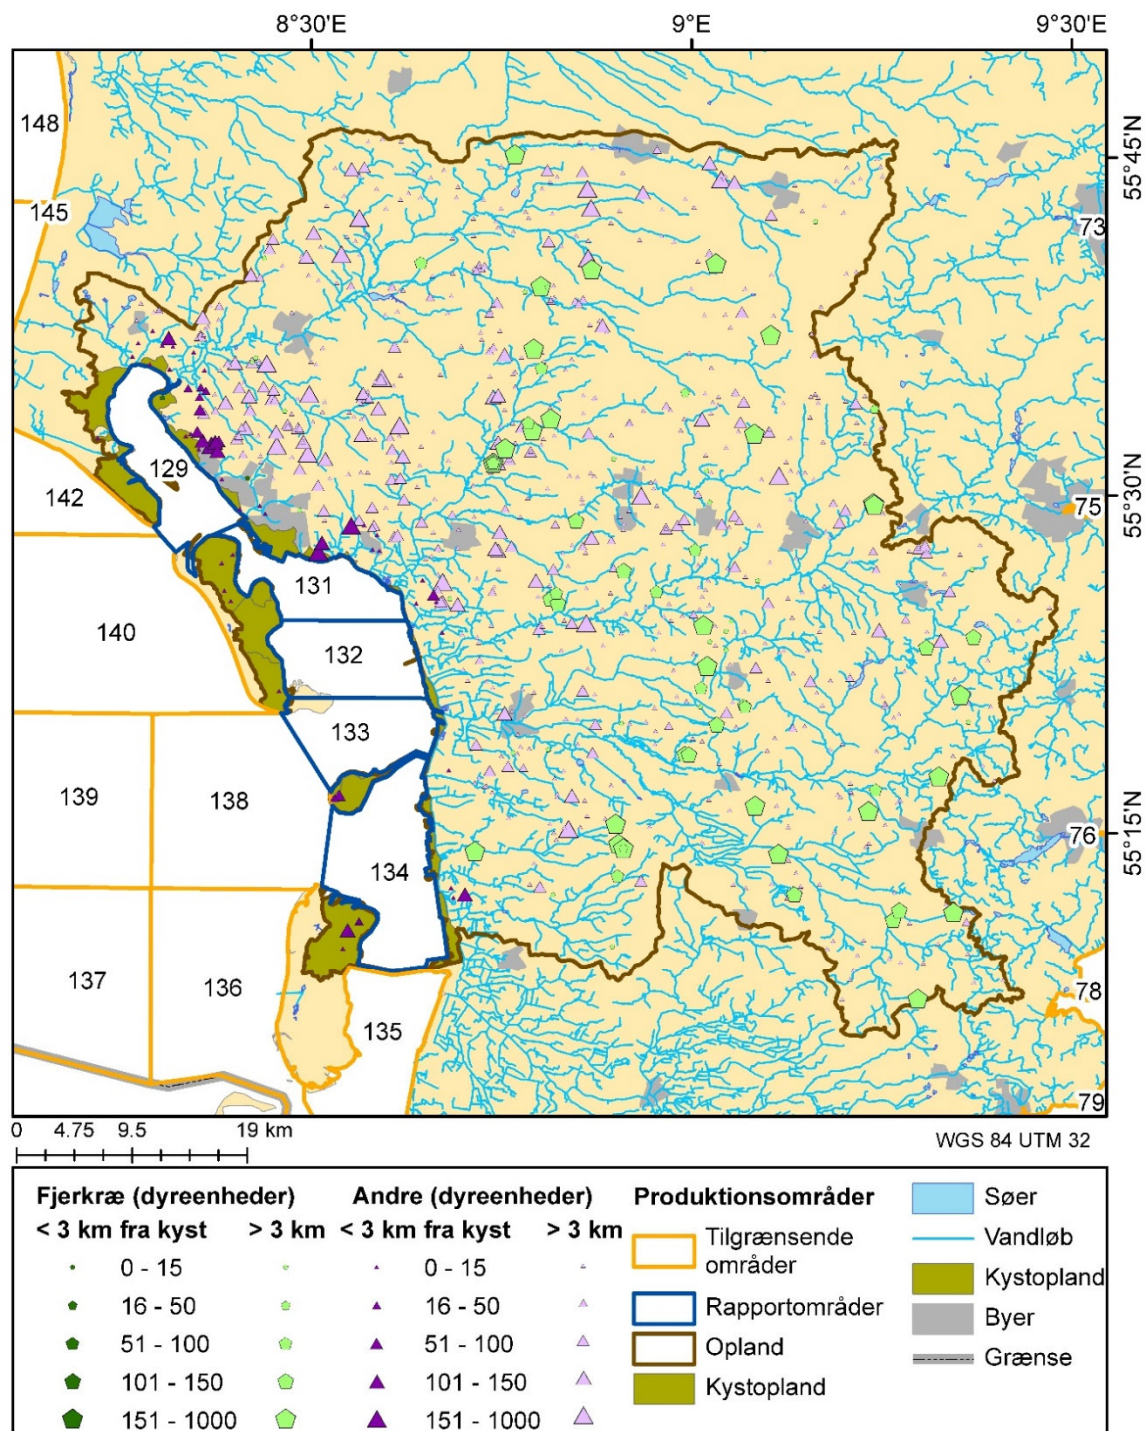 8°30'E 9°E 9°30'E
148
55°45'N
145
73
129
142
55°30'N
75
131
140
132
133
139
138
55°15'N
76
134
137
136
78
135
79
0 4.75 9.5 19 km
WGS 84 UTM 32
Fjerkræ (dyreenheder) Andre (dyreenheder) Produktionsområder
< 3 km fra kyst > 3 km < 3 km fra kyst > 3 km
0 - 15 0 - 15
16 - 50 16 - 50
51 - 100 51 - 100
101 - 150 101 - 150
151 - 1000 151 - 1000
Tilgrænsende
områder
Rapportområder
Opland
Kystopland
Søer
Vandløb
Kystopland
Byer
Grænse